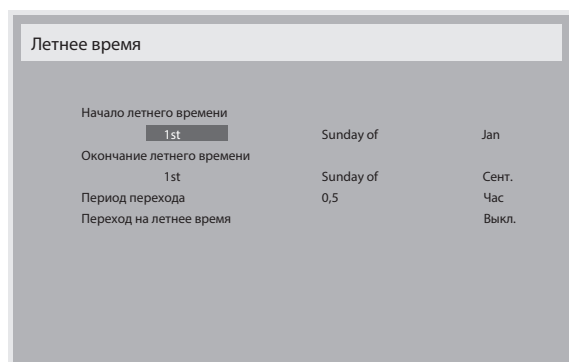 Летнее время
Начало летнего времени
1st Sunday of Jan
Окончание летнего времени
1st Sunday of Сент.
Период перехода 0,5 Час
Переход на летнее время Выкл.